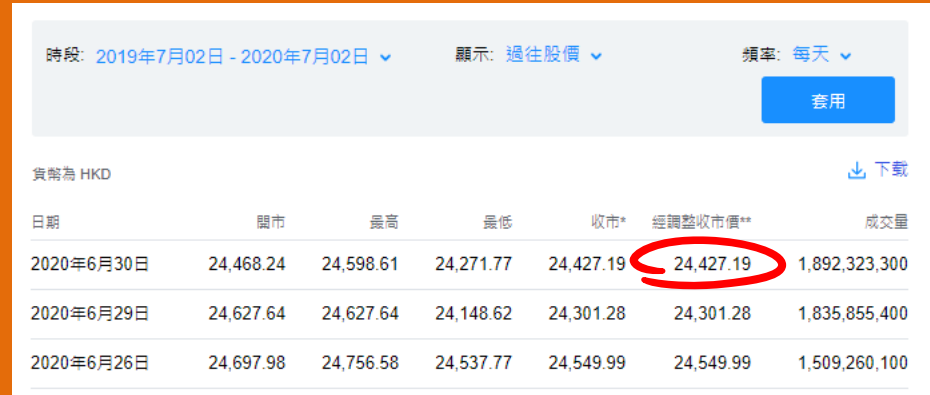 時段: 2019年7月02日 - 2020年7月02日 顯示: 過往股價 頻率: 每天
套用
貨幣為 HKD 下載
日期 開市 最高 最低 收市* 經調整收市價** 成交量
2020年6月30日 24,468.24 24,598.61 24,271.77 24,427.19 24,427.19 1,892,323,300
2020年6月29日 24,627.64 24,627.64 24,148.62 24,301.28 24,301.28 1,835,855,400
2020年6月26日 24,697.98 24,756.58 24,537.77 24,549.99 24,549.99 1,509,260,100